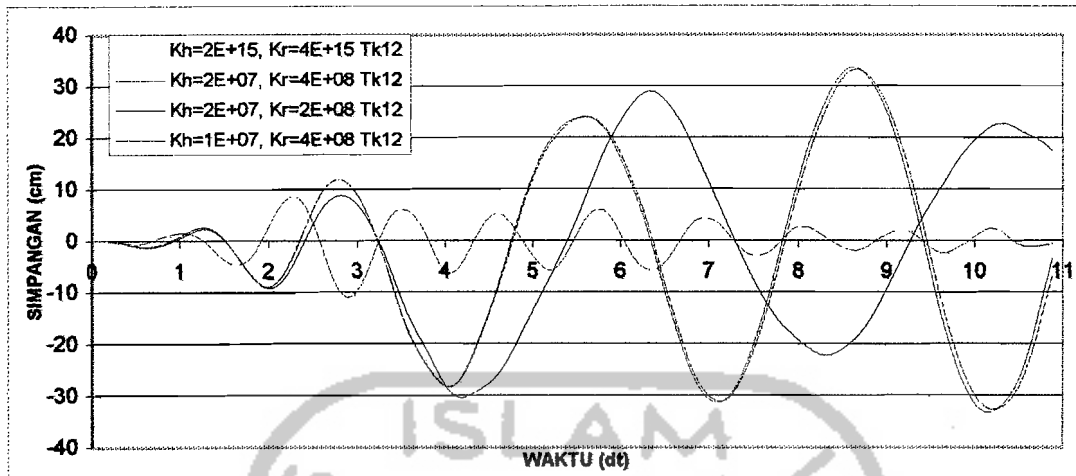 40
30
20
10
0
-10
-20
-30
-40
SIMPANGAN (cm)
Kh=2E+15, Kr=4E+15 Tk12
Kh=2E+07, Kr=4E+08 Tk12
Kh=2E+07, Kr=2E+08 Tk12
Kh=1E+07, Kr=4E+08 Tk12
0 1 2 3 4 5 6 7 8 9 10 11
ISLAM
WAKTU (dt)